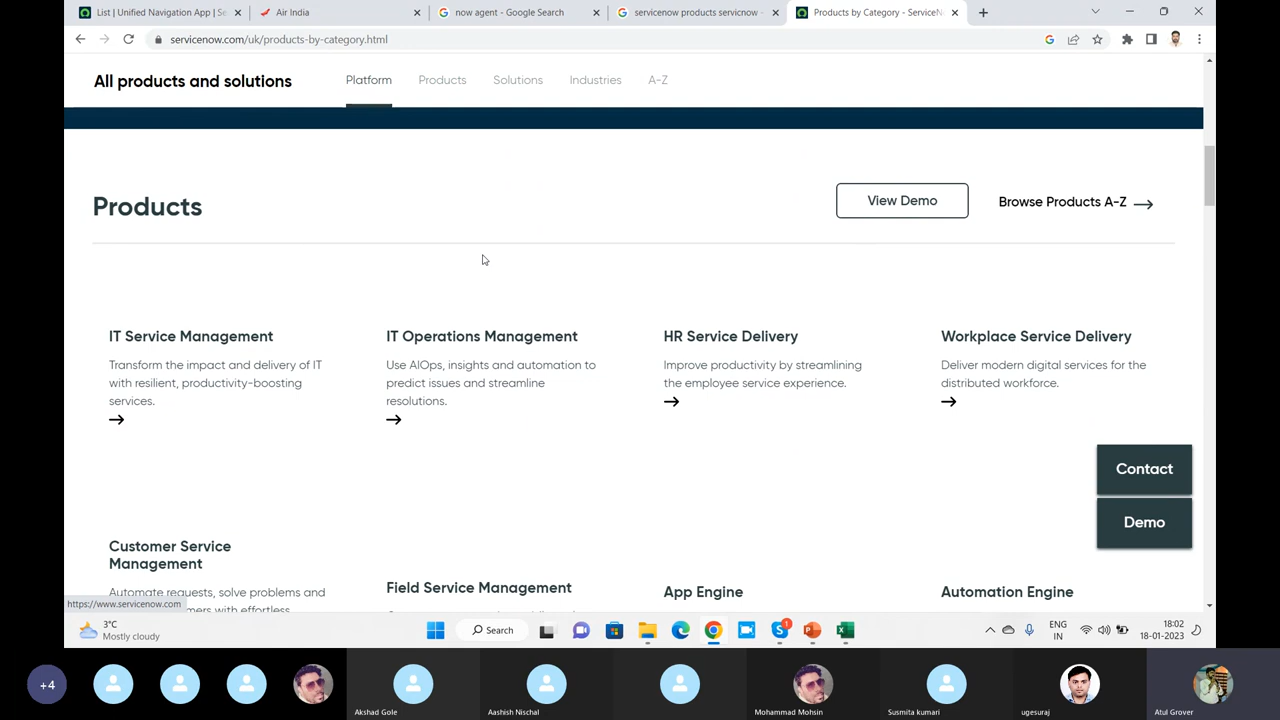 List | Unified Navigation App | Se
Air India
now agent - Google Search
servicenow products servicnow -
Products by Category - ServiceN
servicenow.com/uk/products-by-category.html
All products and solutions
Platform
Products
Solutions
Industries
A-Z
Products
View Demo
Browse Products A-Z
IT Service Management
Transform the impact and delivery of IT
with resilient, productivity-boosting
services.
IT Operations Management
Use AIOps, insights and automation to
predict issues and streamline
resolutions.
HR Service Delivery
Improve productivity by streamlining
the employee service experience.
Workplace Service Delivery
Deliver modern digital services for the
distributed workforce.
Contact
Demo
Customer Service
Management
Automate requests, solve problems and
mers with effortless
Field Service Management
App Engine
Automation Engine
https://www.servicenow.com
3°C
Mostly cloudy
Search
1
ENG
IN
18:02
18-01-2023
+4
Akshad Gole
Aashish Nischal
Mohammad Mohsin
Susmita kumari
ugesuraj
Atul Grover